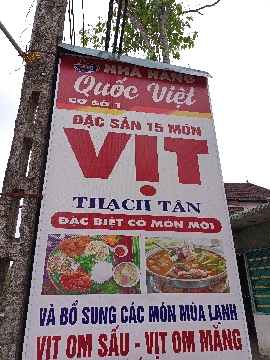 NHÀ HÀNG
Quốc Việt
CƠ SỞ 1
ĐẶC SẢN 15 MÓN
VỊT
THẠCH TÂN
ĐẶC BIỆT CÓ MÓN MỚI
VÀ BỔ SUNG CÁC MÓN MÙA LẠNH
VỊT OM SẤU - VỊT OM MĂNG